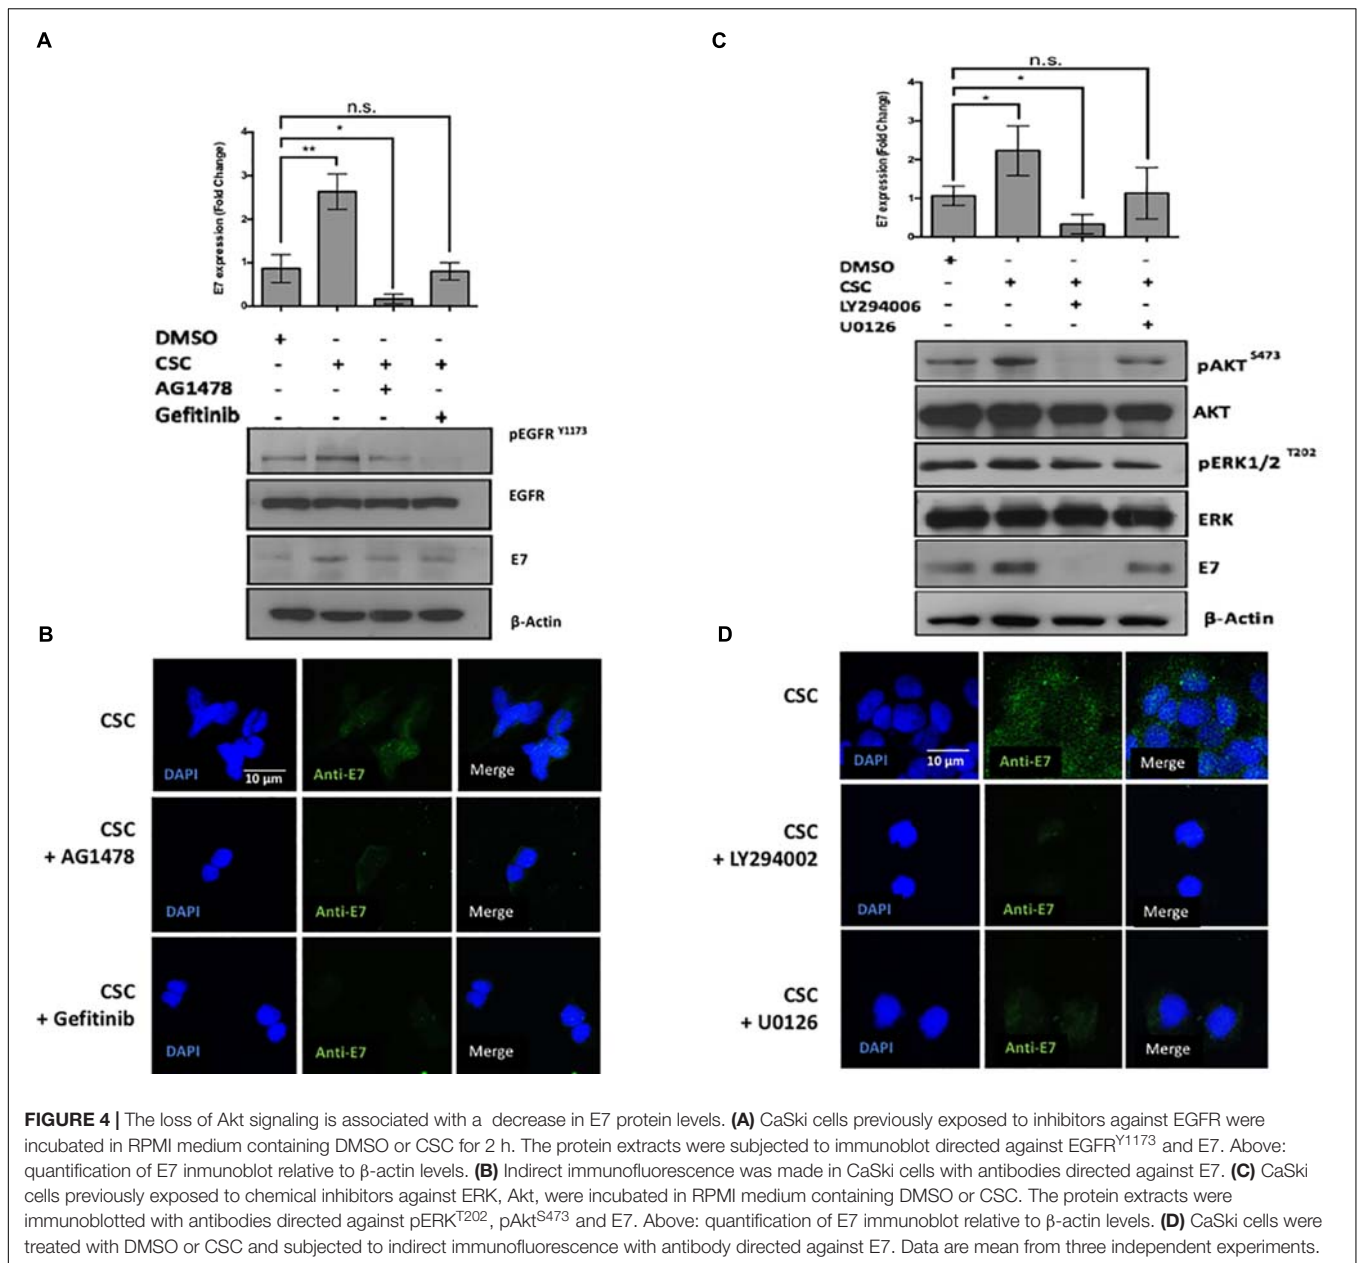 A
n.s.
*
**
E7 expression (Fold Change)
4
3
2
1
0
DMSO + - - -
CSC - + + +
AG1478 - - + -
Gefitinib - - - +
pEGFR Y1173
EGFR
E7
β-Actin
B
CSC
DAPI
10 µm
Anti-E7
Merge
CSC
+ AG1478
DAPI
Anti-E7
Merge
CSC
+ Gefitinib
DAPI
Anti-E7
Merge
C
n.s.
*
*
E7 expression (Fold Change)
4
3
2
1
0
DMSO + - - -
CSC - + + +
LY294006 - - + -
U0126 - - - +
pAKT S473
AKT
pERK1/2 T202
ERK
E7
β-Actin
D
CSC
DAPI
10 µm
Anti-E7
Merge
CSC
+ LY294002
DAPI
Anti-E7
Merge
CSC
+ U0126
DAPI
Anti-E7
Merge
FIGURE 4 | The loss of Akt signaling is associated with a decrease in E7 protein levels. (A) CaSki cells previously exposed to inhibitors against EGFR were
incubated in RPMI medium containing DMSO or CSC for 2 h. The protein extracts were subjected to immunoblot directed against EGFRY1173 and E7. Above:
quantification of E7 inmunoblot relative to β-actin levels. (B) Indirect immunofluorescence was made in CaSki cells with antibodies directed against E7. (C) CaSki
cells previously exposed to chemical inhibitors against ERK, Akt, were incubated in RPMI medium containing DMSO or CSC. The protein extracts were
immunoblotted with antibodies directed against pERKT202, pAktS473 and E7. Above: quantification of E7 immunoblot relative to β-actin levels. (D) CaSki cells were
treated with DMSO or CSC and subjected to indirect immunofluorescence with antibody directed against E7. Data are mean from three independent experiments.